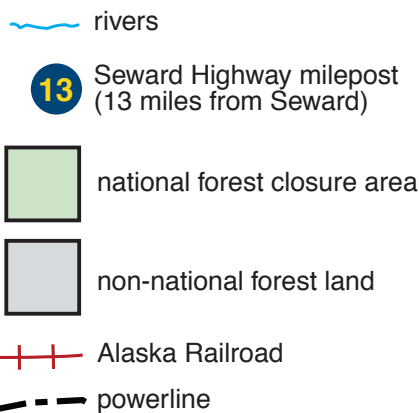 rivers
13
Seward Highway milepost
(13 miles from Seward)
national forest closure area
non-national forest land
Alaska Railroad
powerline